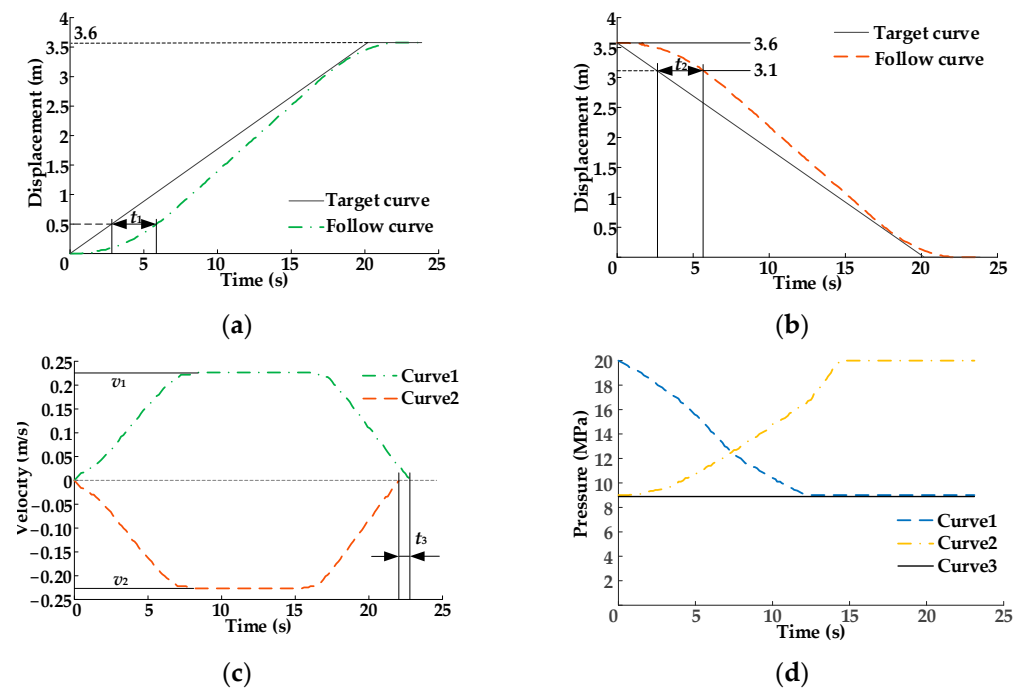 4
3.6
3.5
3
2.5
2
1.5
1
0.5
0 5 10 15 20 25
Displacement (m)
Time (s)
t1
Target curve
Follow curve
(a)
4
3.5
3
2.5
2
1.5
1
0.5
0 5 10 15 20 25
Displacement (m)
Time (s)
3.6
3.1
t2
Target curve
Follow curve
(b)
0.25
0.20
0.15
0.10
0.05
0
−0.05
−0.10
−0.15
−0.20
−0.25
0 5 10 15 20 25
Velocity (m/s)
Time (s)
v1
v2
t3
Curve1
Curve2
(c)
20
18
16
14
12
10
8
6
4
2
0 5 10 15 20 25
Pressure (MPa)
Time (s)
Curve1
Curve2
Curve3
(d)